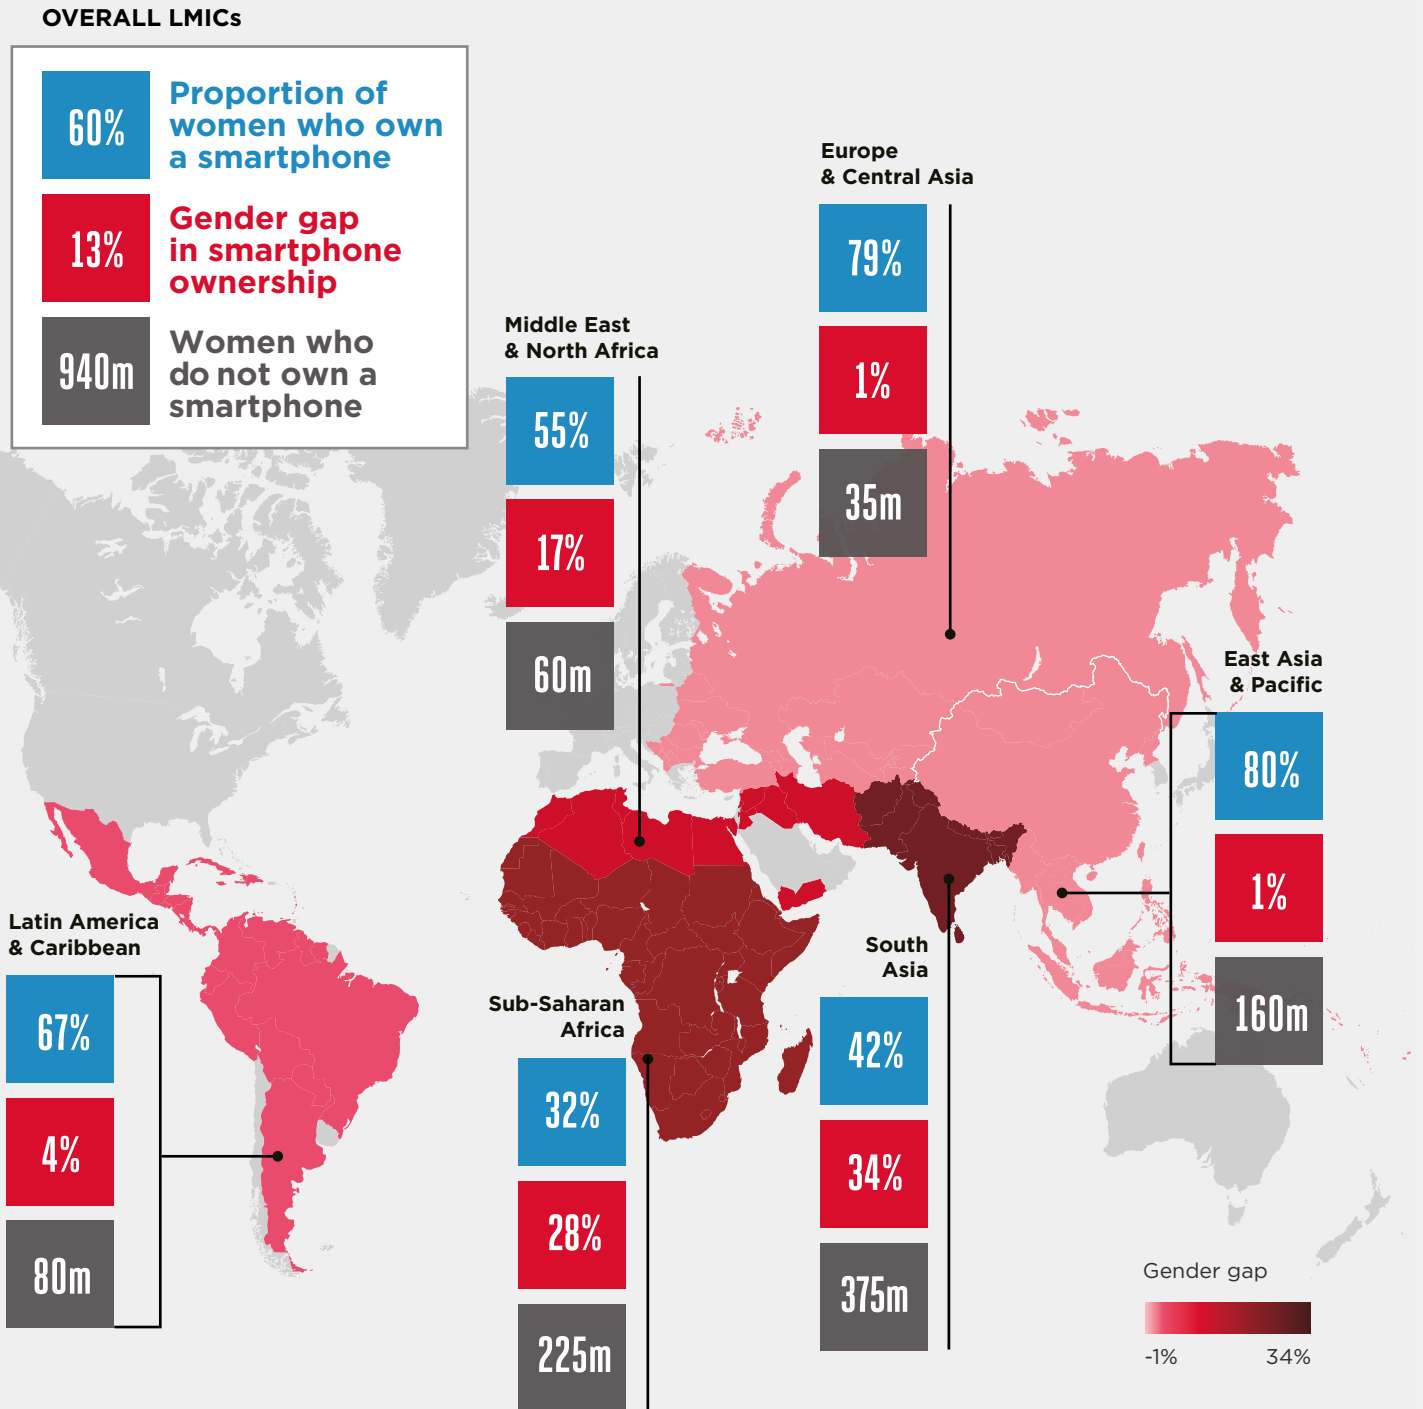 OVERALL LMICs
60%
Proportion of
women who own
a smartphone
13%
Gender gap
in smartphone
ownership
940m
Women who
do not own a
smartphone
Europe
& Central Asia
79%
1%
35m
Middle East
& North Africa
55%
17%
60m
East Asia
& Pacific
80%
1%
160m
Latin America
& Caribbean
67%
4%
80m
Sub-Saharan
Africa
32%
28%
225m
South
Asia
42%
34%
375m
Gender gap
-1% 34%